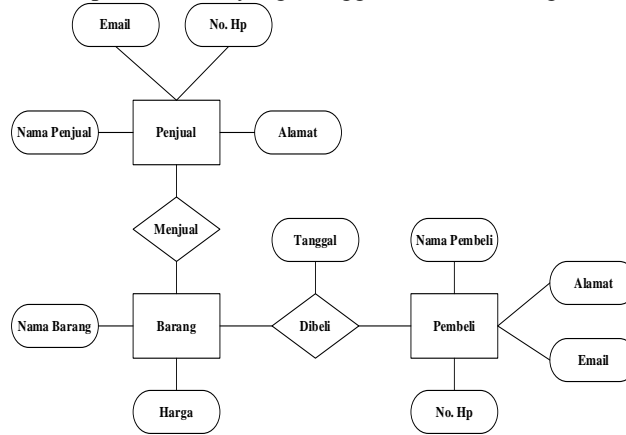 Email
No. Hp
Nama Penjual
Penjual
Alamat
Menjual
Tanggal
Nama Pembeli
Alamat
Nama Barang
Barang
Dibeli
Pembeli
Email
Harga
No. Hp